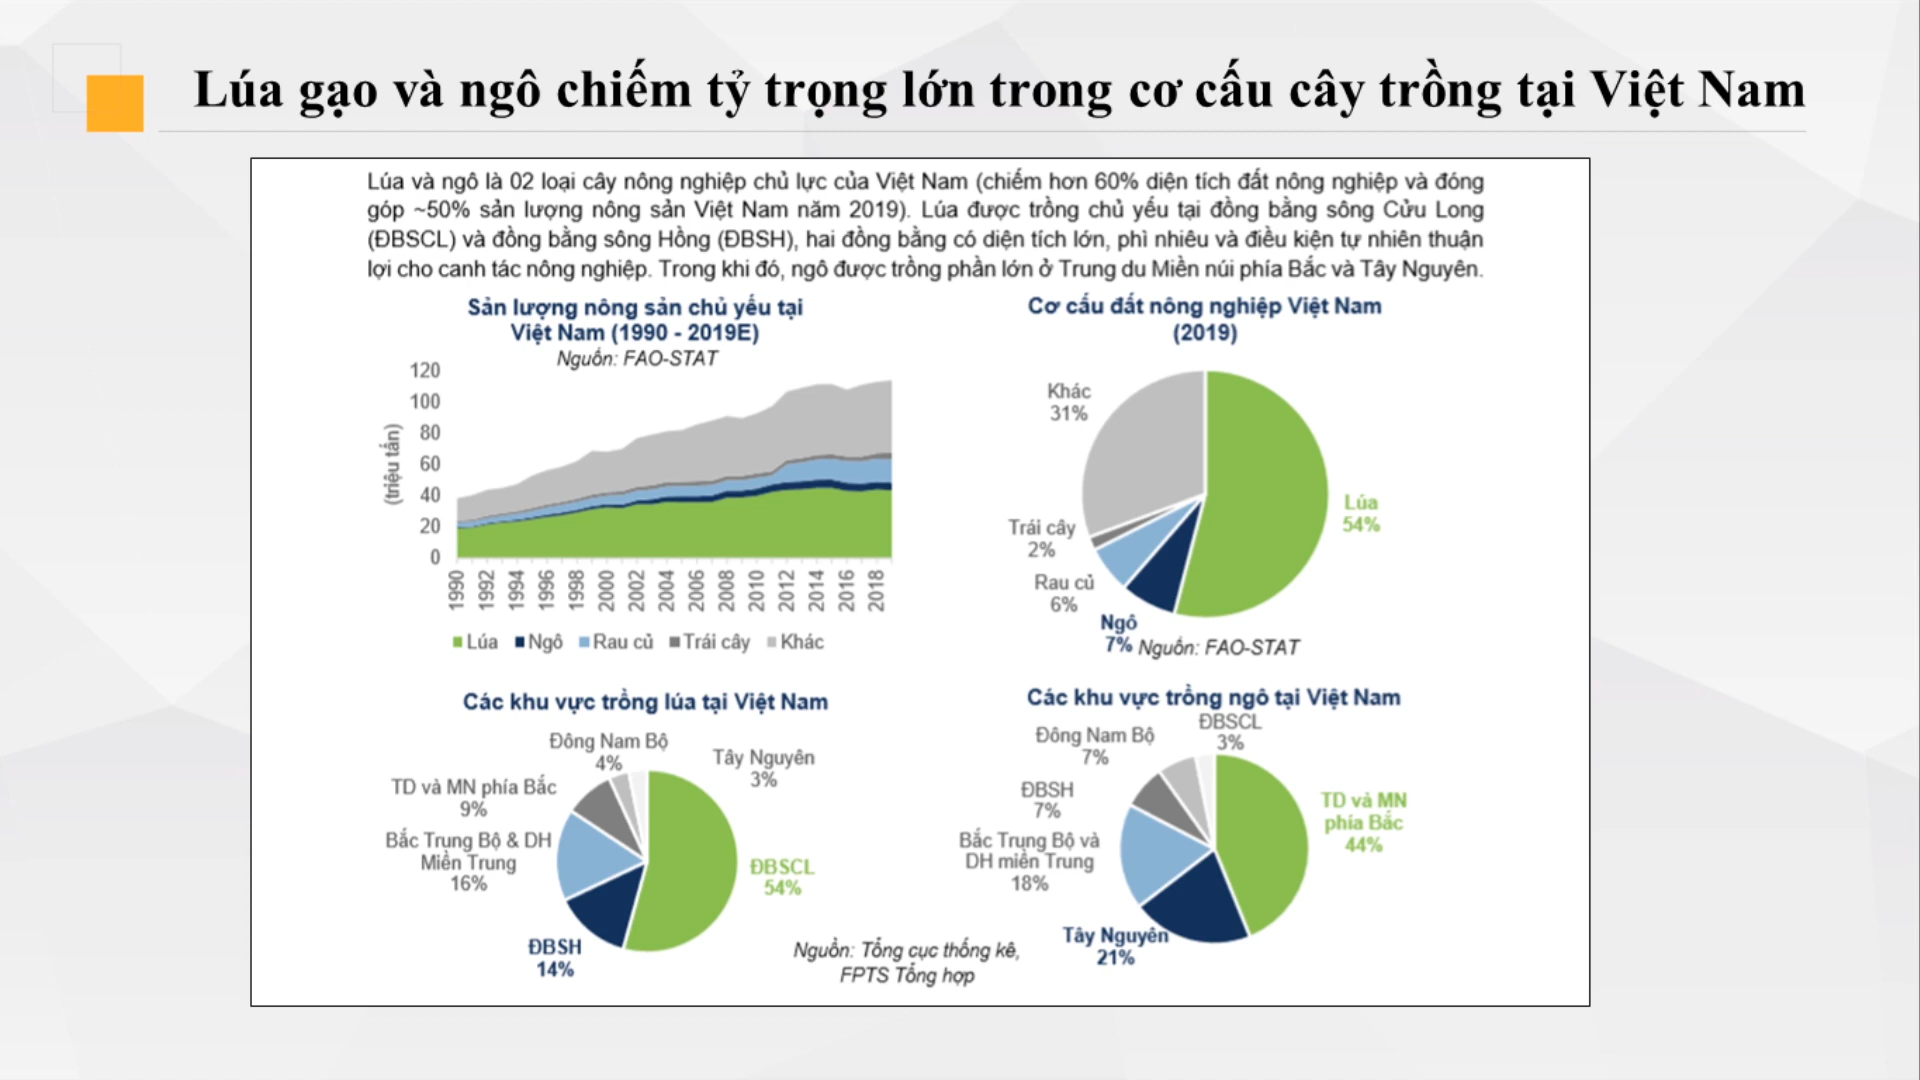 Lúa gạo và ngô chiếm tỷ trọng lớn trong cơ cấu cây trồng tại Việt Nam
Lúa và ngô là 02 loại cây nông nghiệp chủ lực của Việt Nam (chiếm hơn 60% diện tích đất nông nghiệp và đóng
góp ~50% sản lượng nông sản Việt Nam năm 2019). Lúa được trồng chủ yếu tại đồng bằng sông Cửu Long
(ĐBSCL) và đồng bằng sông Hồng (ĐBSH), hai đồng bằng có diện tích lớn, phì nhiêu và điều kiện tự nhiên thuận
lợi cho canh tác nông nghiệp. Trong khi đó, ngô được trồng phần lớn ở Trung du Miền núi phía Bắc và Tây Nguyên.
Sản lượng nông sản chủ yếu tại
Việt Nam (1990 - 2019E)
Nguồn: FAO-STAT
(triệu tấn)
120
100
80
60
40
20
0
1990 1992 1994 1996 1998 2000 2002 2004 2006 2008 2010 2012 2014 2016 2018
Lúa Ngô Rau củ Trái cây Khác
Cơ cấu đất nông nghiệp Việt Nam
(2019)
Khác
31%
Lúa
54%
Trái cây
2%
Rau củ
6%
Ngô
7%
Nguồn: FAO-STAT
Các khu vực trồng lúa tại Việt Nam
Đông Nam Bộ
4%
Tây Nguyên
3%
TD và MN phía Bắc
9%
Bắc Trung Bộ & DH
Miền Trung
16%
ĐBSCL
54%
ĐBSH
14%
Các khu vực trồng ngô tại Việt Nam
ĐBSCL
3%
Đông Nam Bộ
7%
ĐBSH
7%
TD và MN
phía Bắc
44%
Bắc Trung Bộ và
DH miền Trung
18%
Tây Nguyên
21%
Nguồn: Tổng cục thống kê,
FPTS Tổng hợp